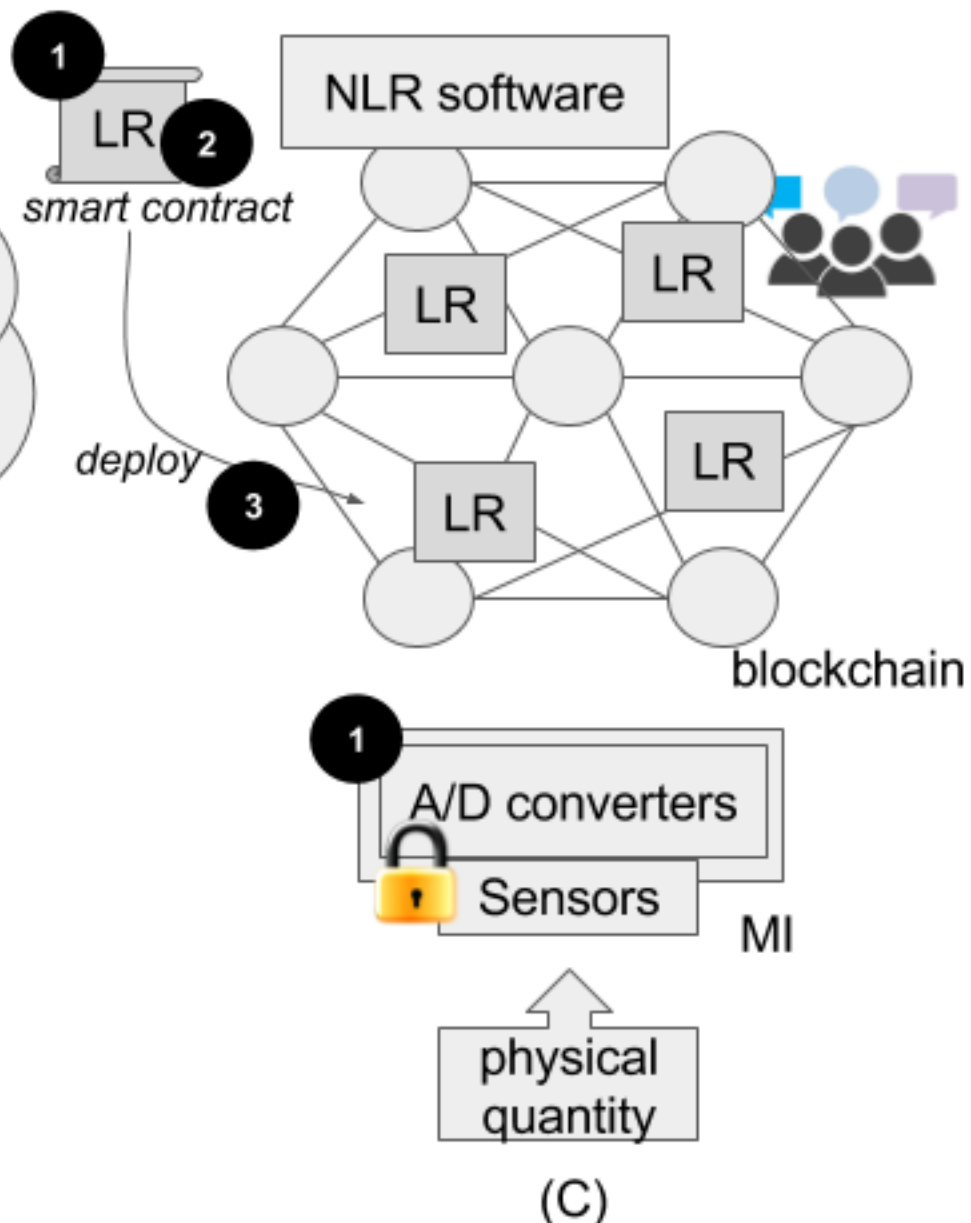 1
LR
2
smart contract
NLR software
LR
LR
deploy
3
LR
LR
blockchain
1
A/D converters
Sensors
MI
physical
quantity
(C)